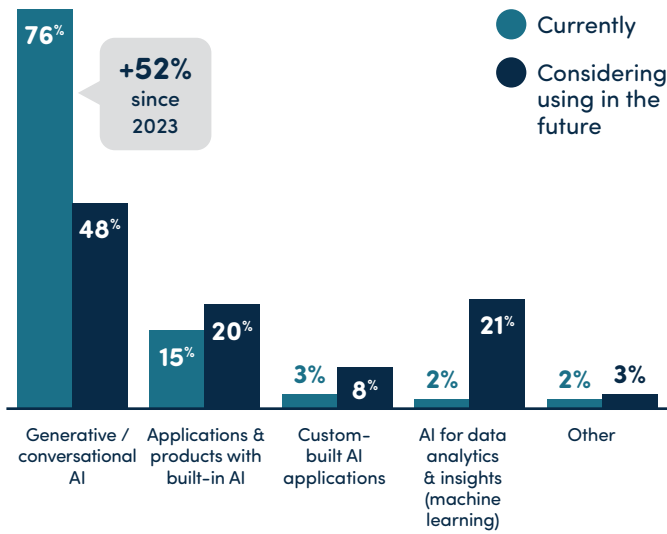 76%
+52%
since
2023
48%
Currently
Considering
using in the
future
15%
20%
3%
8%
2%
21%
2%
3%
Generative /
conversational
AI
Applications &
products with
built-in AI
Custom-
built AI
applications
AI for data
analytics
& insights
(machine
learning)
Other